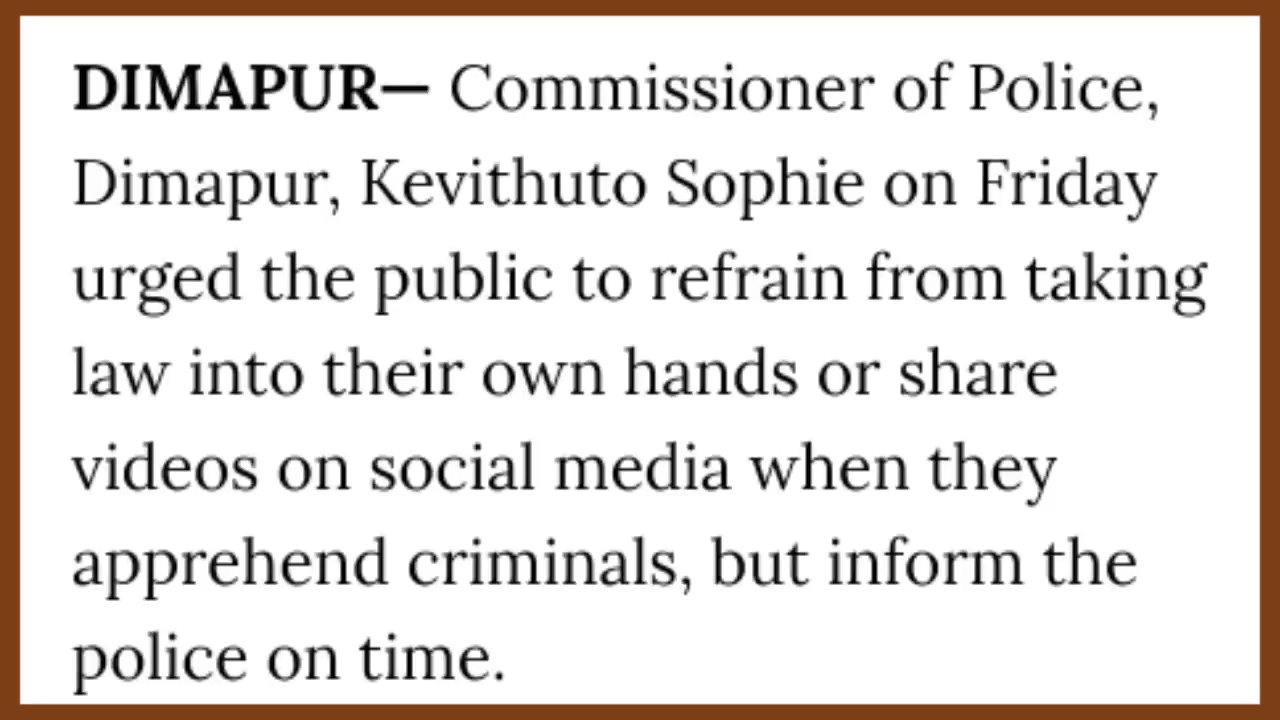 DIMAPUR— Commissioner of Police,
Dimapur, Kevithuto Sophie on Friday
urged the public to refrain from taking
law into their own hands or share
videos on social media when they
apprehend criminals, but inform the
police on time.